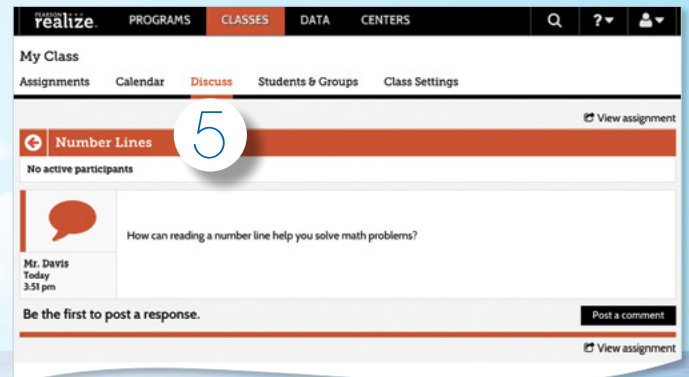 PEARSON
realize.
PROGRAMS CLASSES DATA CENTERS ?
My Class
Assignments Calendar Discuss Students & Groups Class Settings
View assignment
Number Lines
5
No active participants
How can reading a number line help you solve math problems?
Mr. Davis
Today
3:51 pm
Be the first to post a response.
Post a comment
View assignment